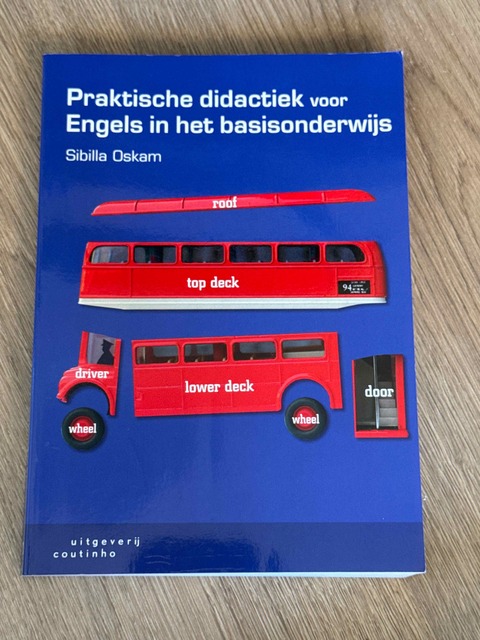 Praktische didactiek voor
Engels in het basisonderwijs
Sibilla Oskam
roof
top deck
94
driver
lower deck
door
wheel
wheel
uitgeverij
coutinho